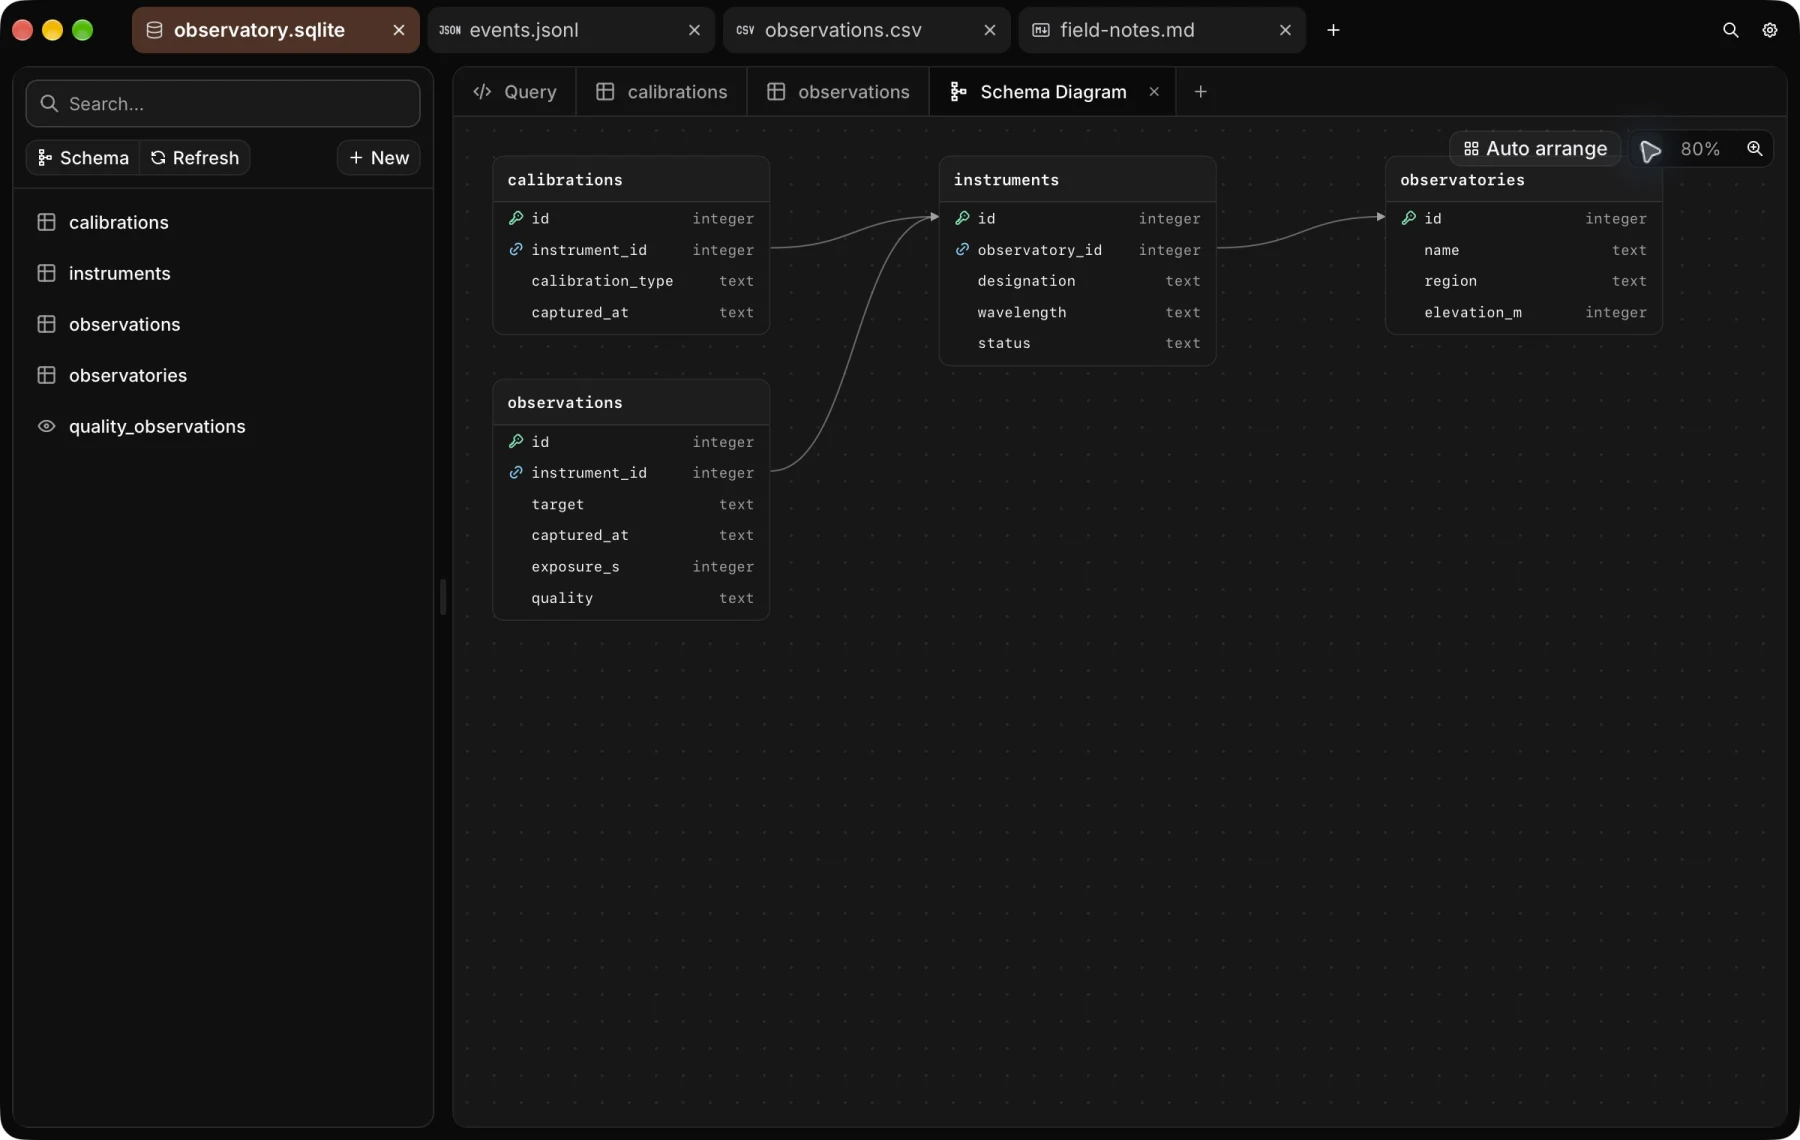 observatory.sqlite
JSON events.jsonl
CSV observations.csv
field-notes.md
Search...
Schema
Refresh
+ New
calibrations
instruments
observations
observatories
quality_observations
</> Query
calibrations
observations
Schema Diagram
Auto arrange
80%
calibrations
id integer
instrument_id integer
calibration_type text
captured_at text
observations
id integer
instrument_id integer
target text
captured_at text
exposure_s integer
quality text
instruments
id integer
observatory_id integer
designation text
wavelength text
status text
observatories
id integer
name text
region text
elevation_m integer